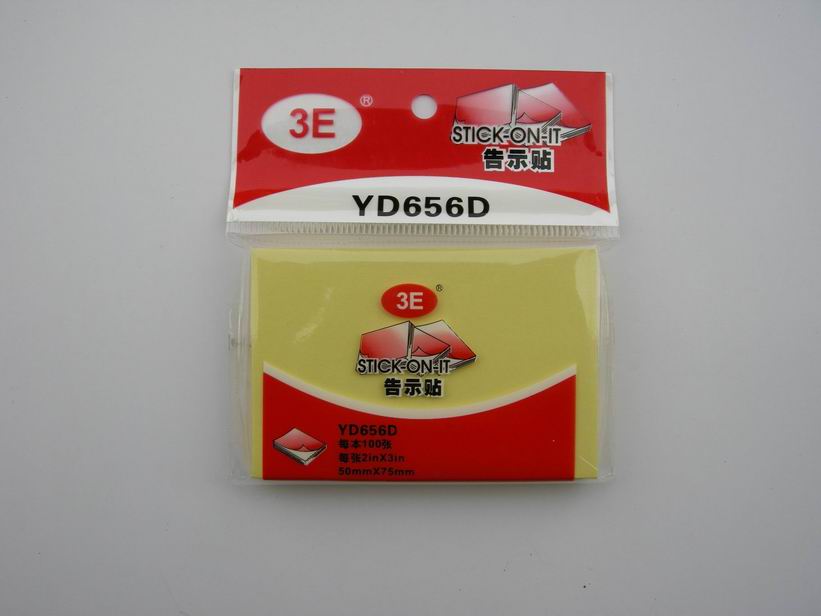 3E ®
STICK-ON-IT
告示贴
YD656D
3E ®
STICK-ON-IT
告示贴
YD656D
每本100张
每张2inX3in
50mmX75mm